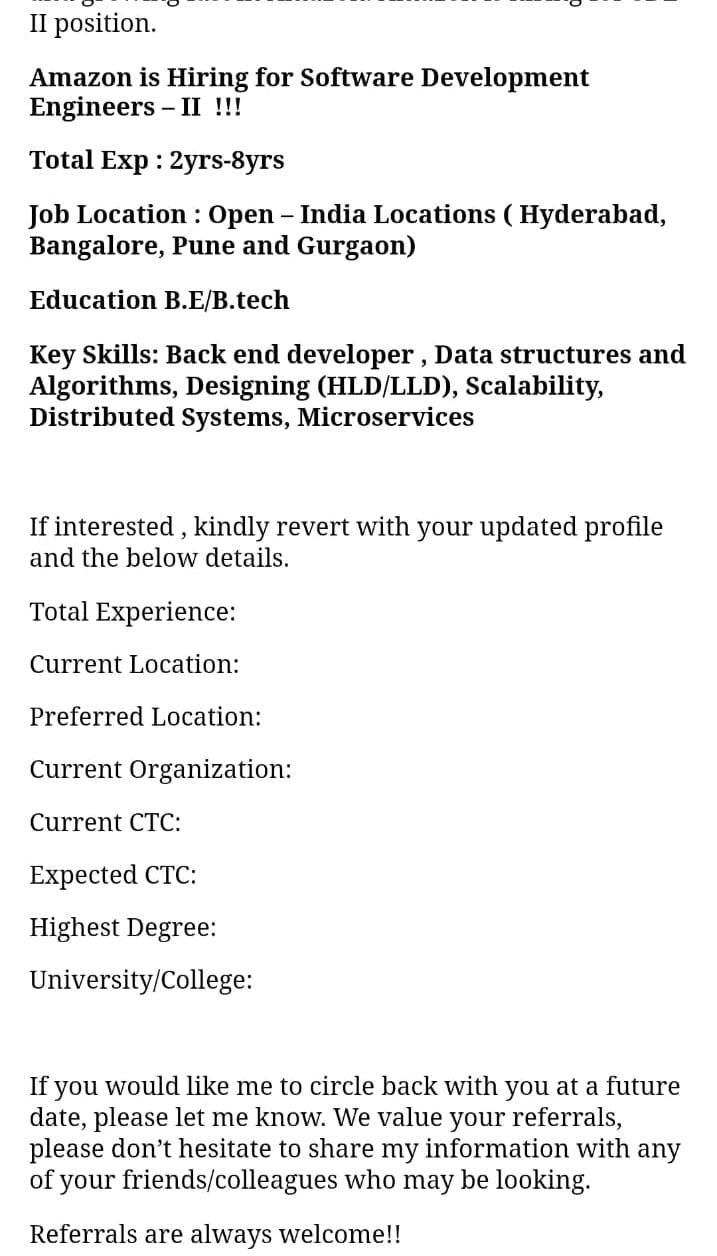 II position.
Amazon is Hiring for Software Development
Engineers – II !!!
Total Exp : 2yrs-8yrs
Job Location : Open – India Locations ( Hyderabad,
Bangalore, Pune and Gurgaon)
Education B.E/B.tech
Key Skills: Back end developer , Data structures and
Algorithms, Designing (HLD/LLD), Scalability,
Distributed Systems, Microservices
If interested , kindly revert with your updated profile
and the below details.
Total Experience:
Current Location:
Preferred Location:
Current Organization:
Current CTC:
Expected CTC:
Highest Degree:
University/College:
If you would like me to circle back with you at a future
date, please let me know. We value your referrals,
please don’t hesitate to share my information with any
of your friends/colleagues who may be looking.
Referrals are always welcome!!